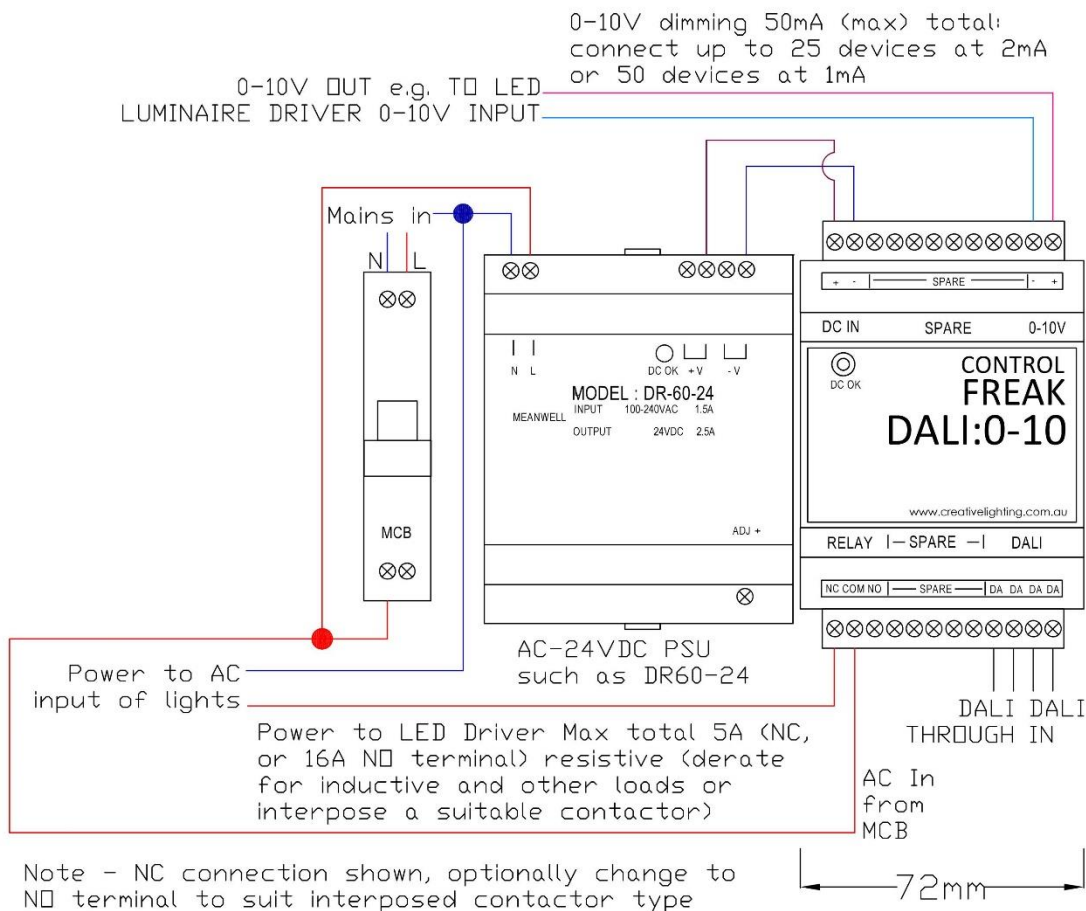 0-10V dimming 50mA (max) total:
connect up to 25 devices at 2mA
or 50 devices at 1mA
0-10V OUT e.g. TO LED
LUMINAIRE DRIVER 0-10V INPUT
Mains in
N L
+ - SPARE - +
DC IN SPARE 0-10V
N L DC OK +V -V
MODEL : DR-60-24
INPUT 100-240VAC 1.5A
MEANWELL
OUTPUT 24VDC 2.5A
ADJ +
DC OK
CONTROL
FREAK
DALI:0-10
www.creativelighting.com.au
MCB
RELAY SPARE DALI
NC COM NO SPARE DA DA DA DA
AC-24VDC PSU
such as DR60-24
Power to AC
input of lights
DALI DALI
THROUGH IN
Power to LED Driver Max total 5A (NC,
or 16A NO terminal) resistive (derate
for inductive and other loads or
interpose a suitable contactor)
AC In
from
MCB
72mm
Note - NC connection shown, optionally change to
NO terminal to suit interposed contactor type